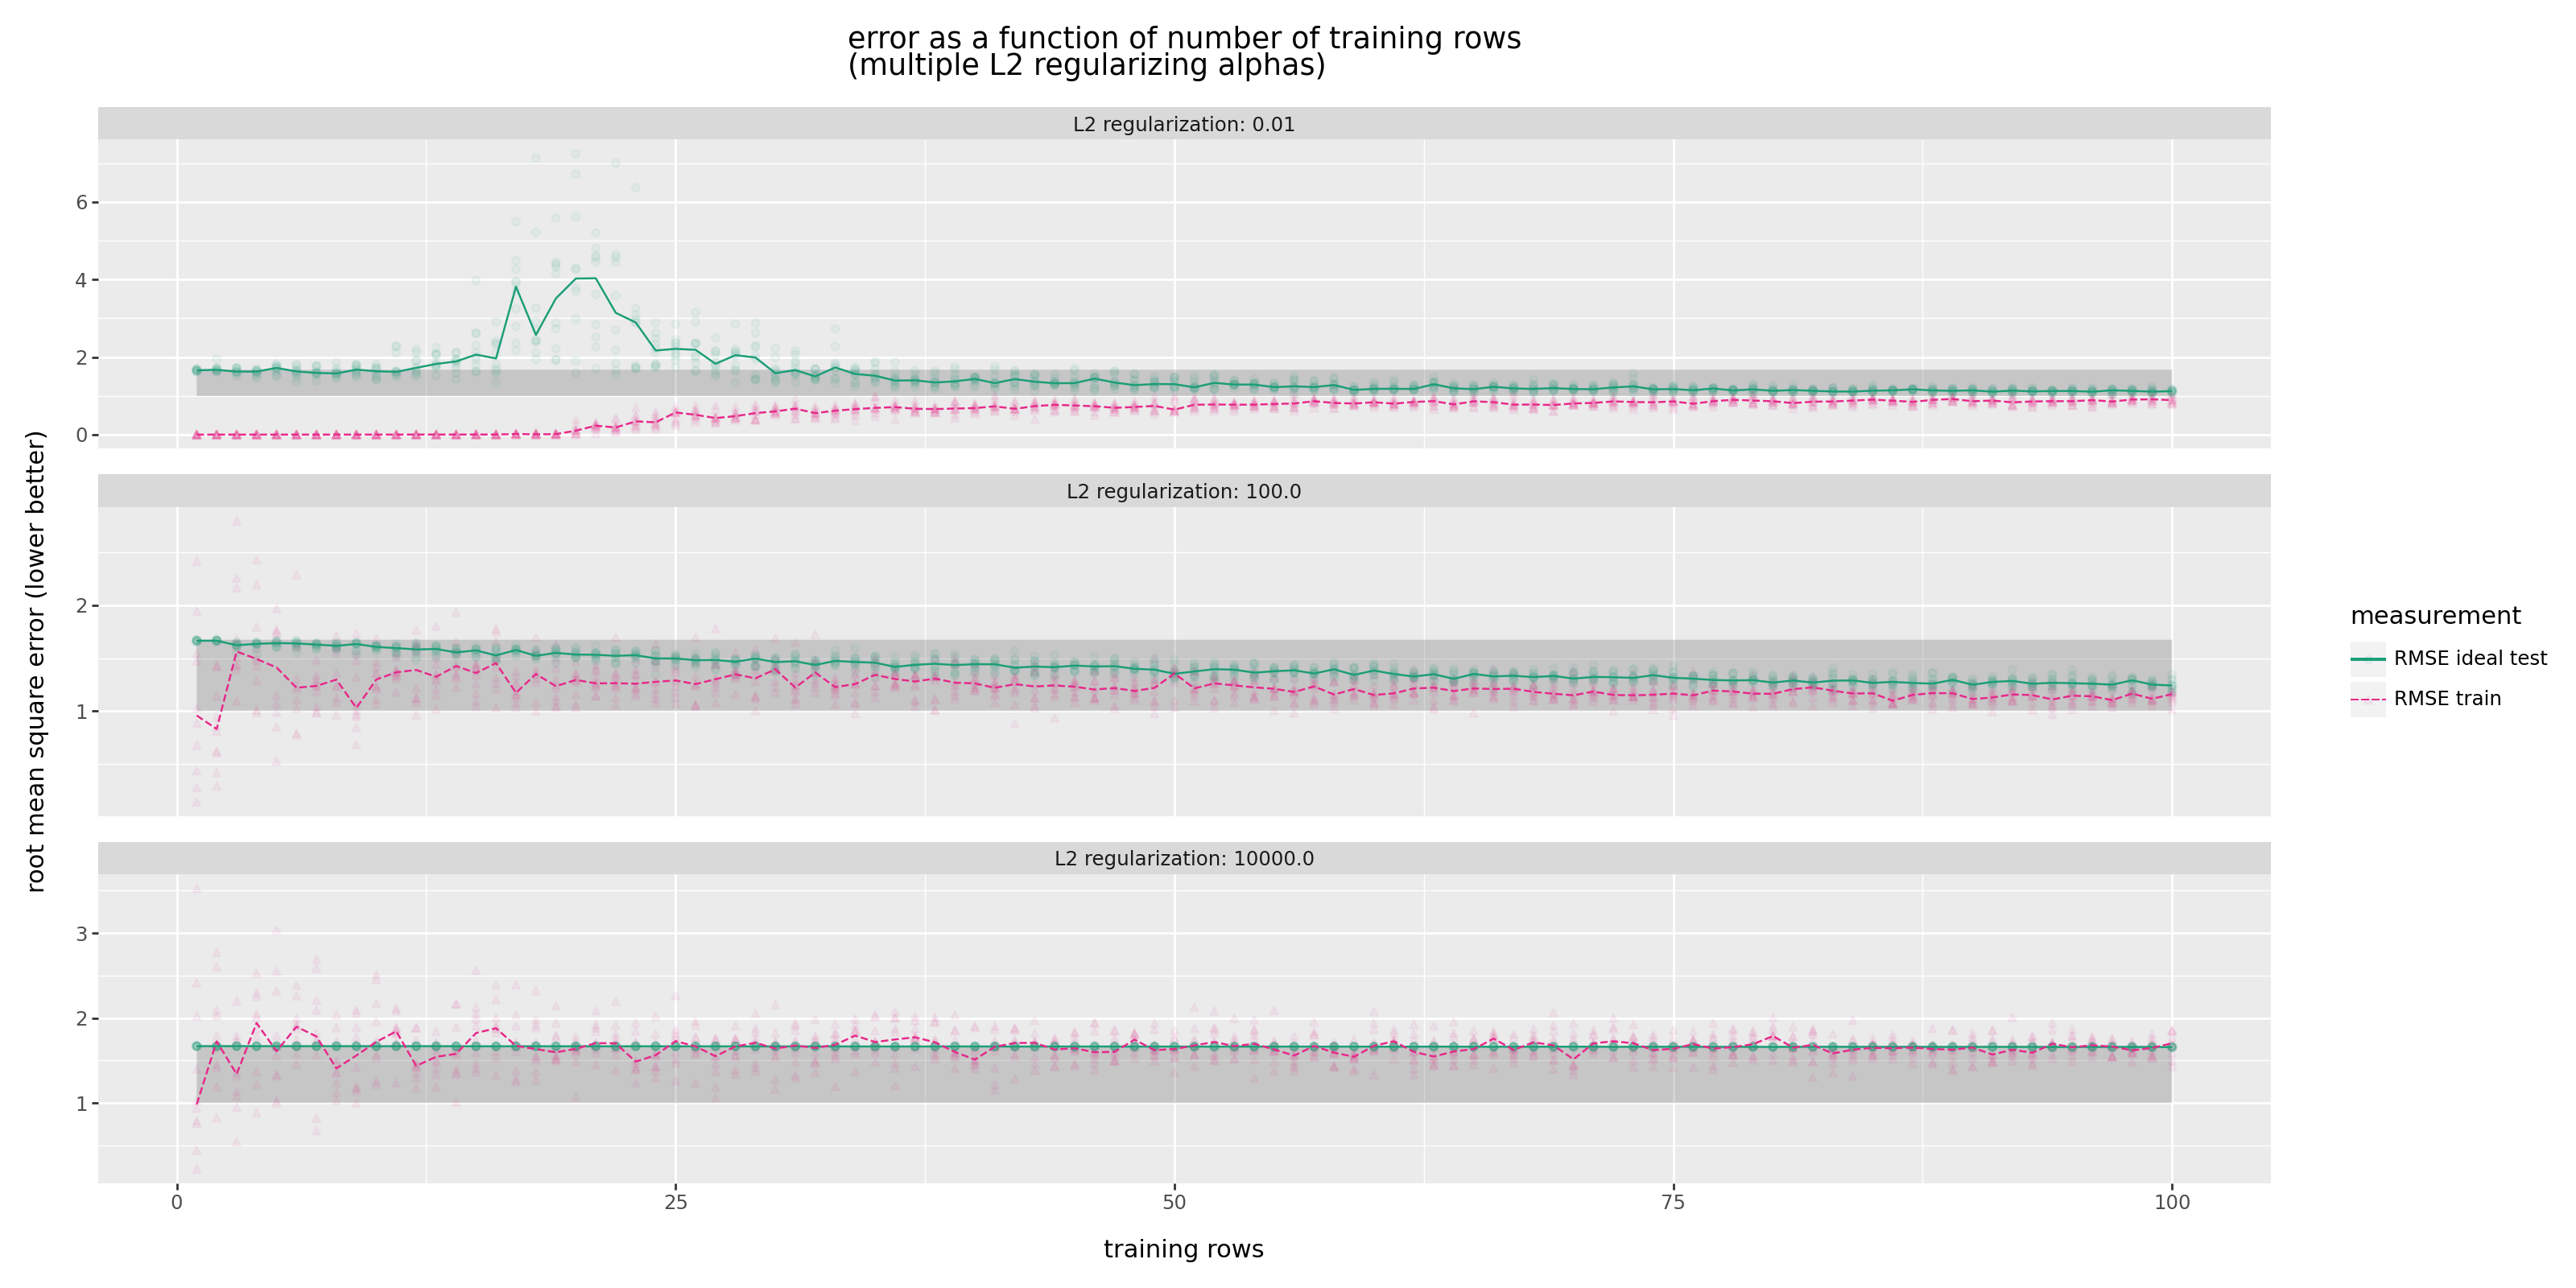 error as a function of number of training rows
(multiple L2 regularizing alphas)
L2 regularization: 0.01
6
4
2
0
L2 regularization: 100.0
2
1
L2 regularization: 10000.0
3
2
1
0
25
50
75
100
training rows
root mean square error (lower better)
measurement
RMSE ideal test
RMSE train